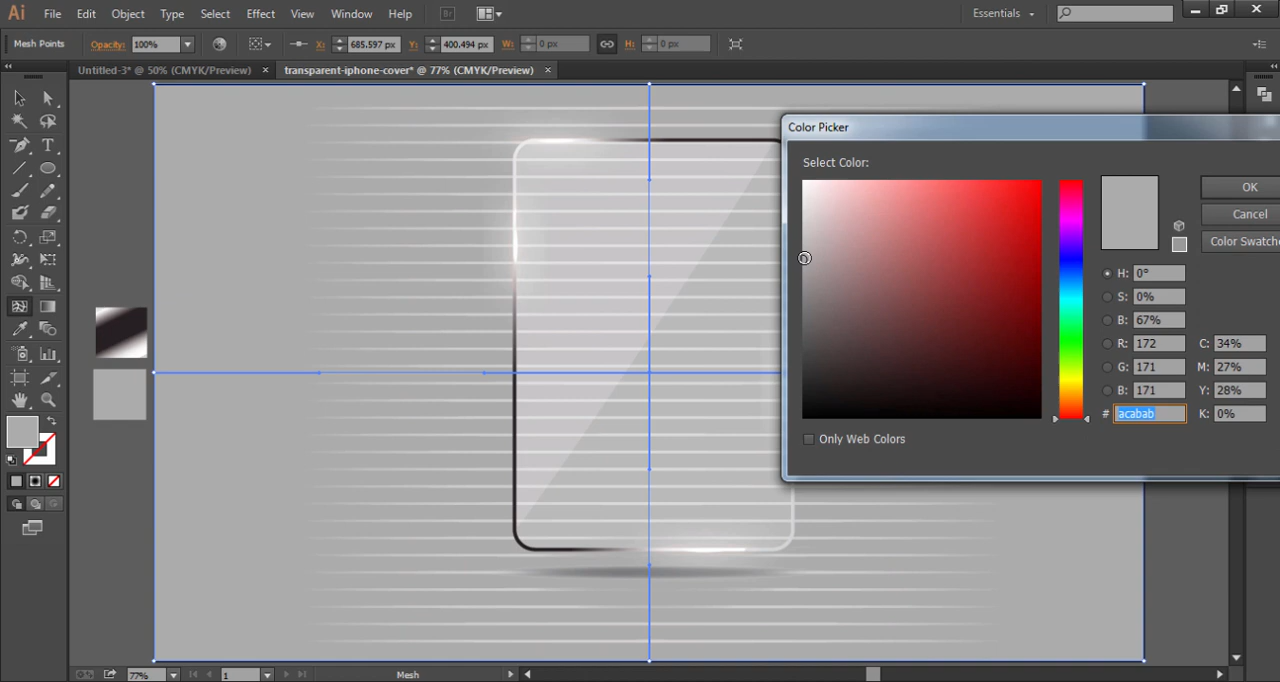 Ai File Edit Object Type Select Effect View Window Help Br Essentials
Mesh Points Opacity: 100% X: 685.597 px Y: 400.494 px W: 0 px H: 0 px
Untitled-3* @ 50% (CMYK/Preview) × transparent-iphone-cover* @ 77% (CMYK/Preview) ×
Color Picker
Select Color:
OK
Cancel
Color Swatche
H: 0°
S: 0%
B: 67%
R: 172 C: 34%
G: 171 M: 27%
B: 171 Y: 28%
# acabab K: 0%
Only Web Colors
77% 1 Mesh